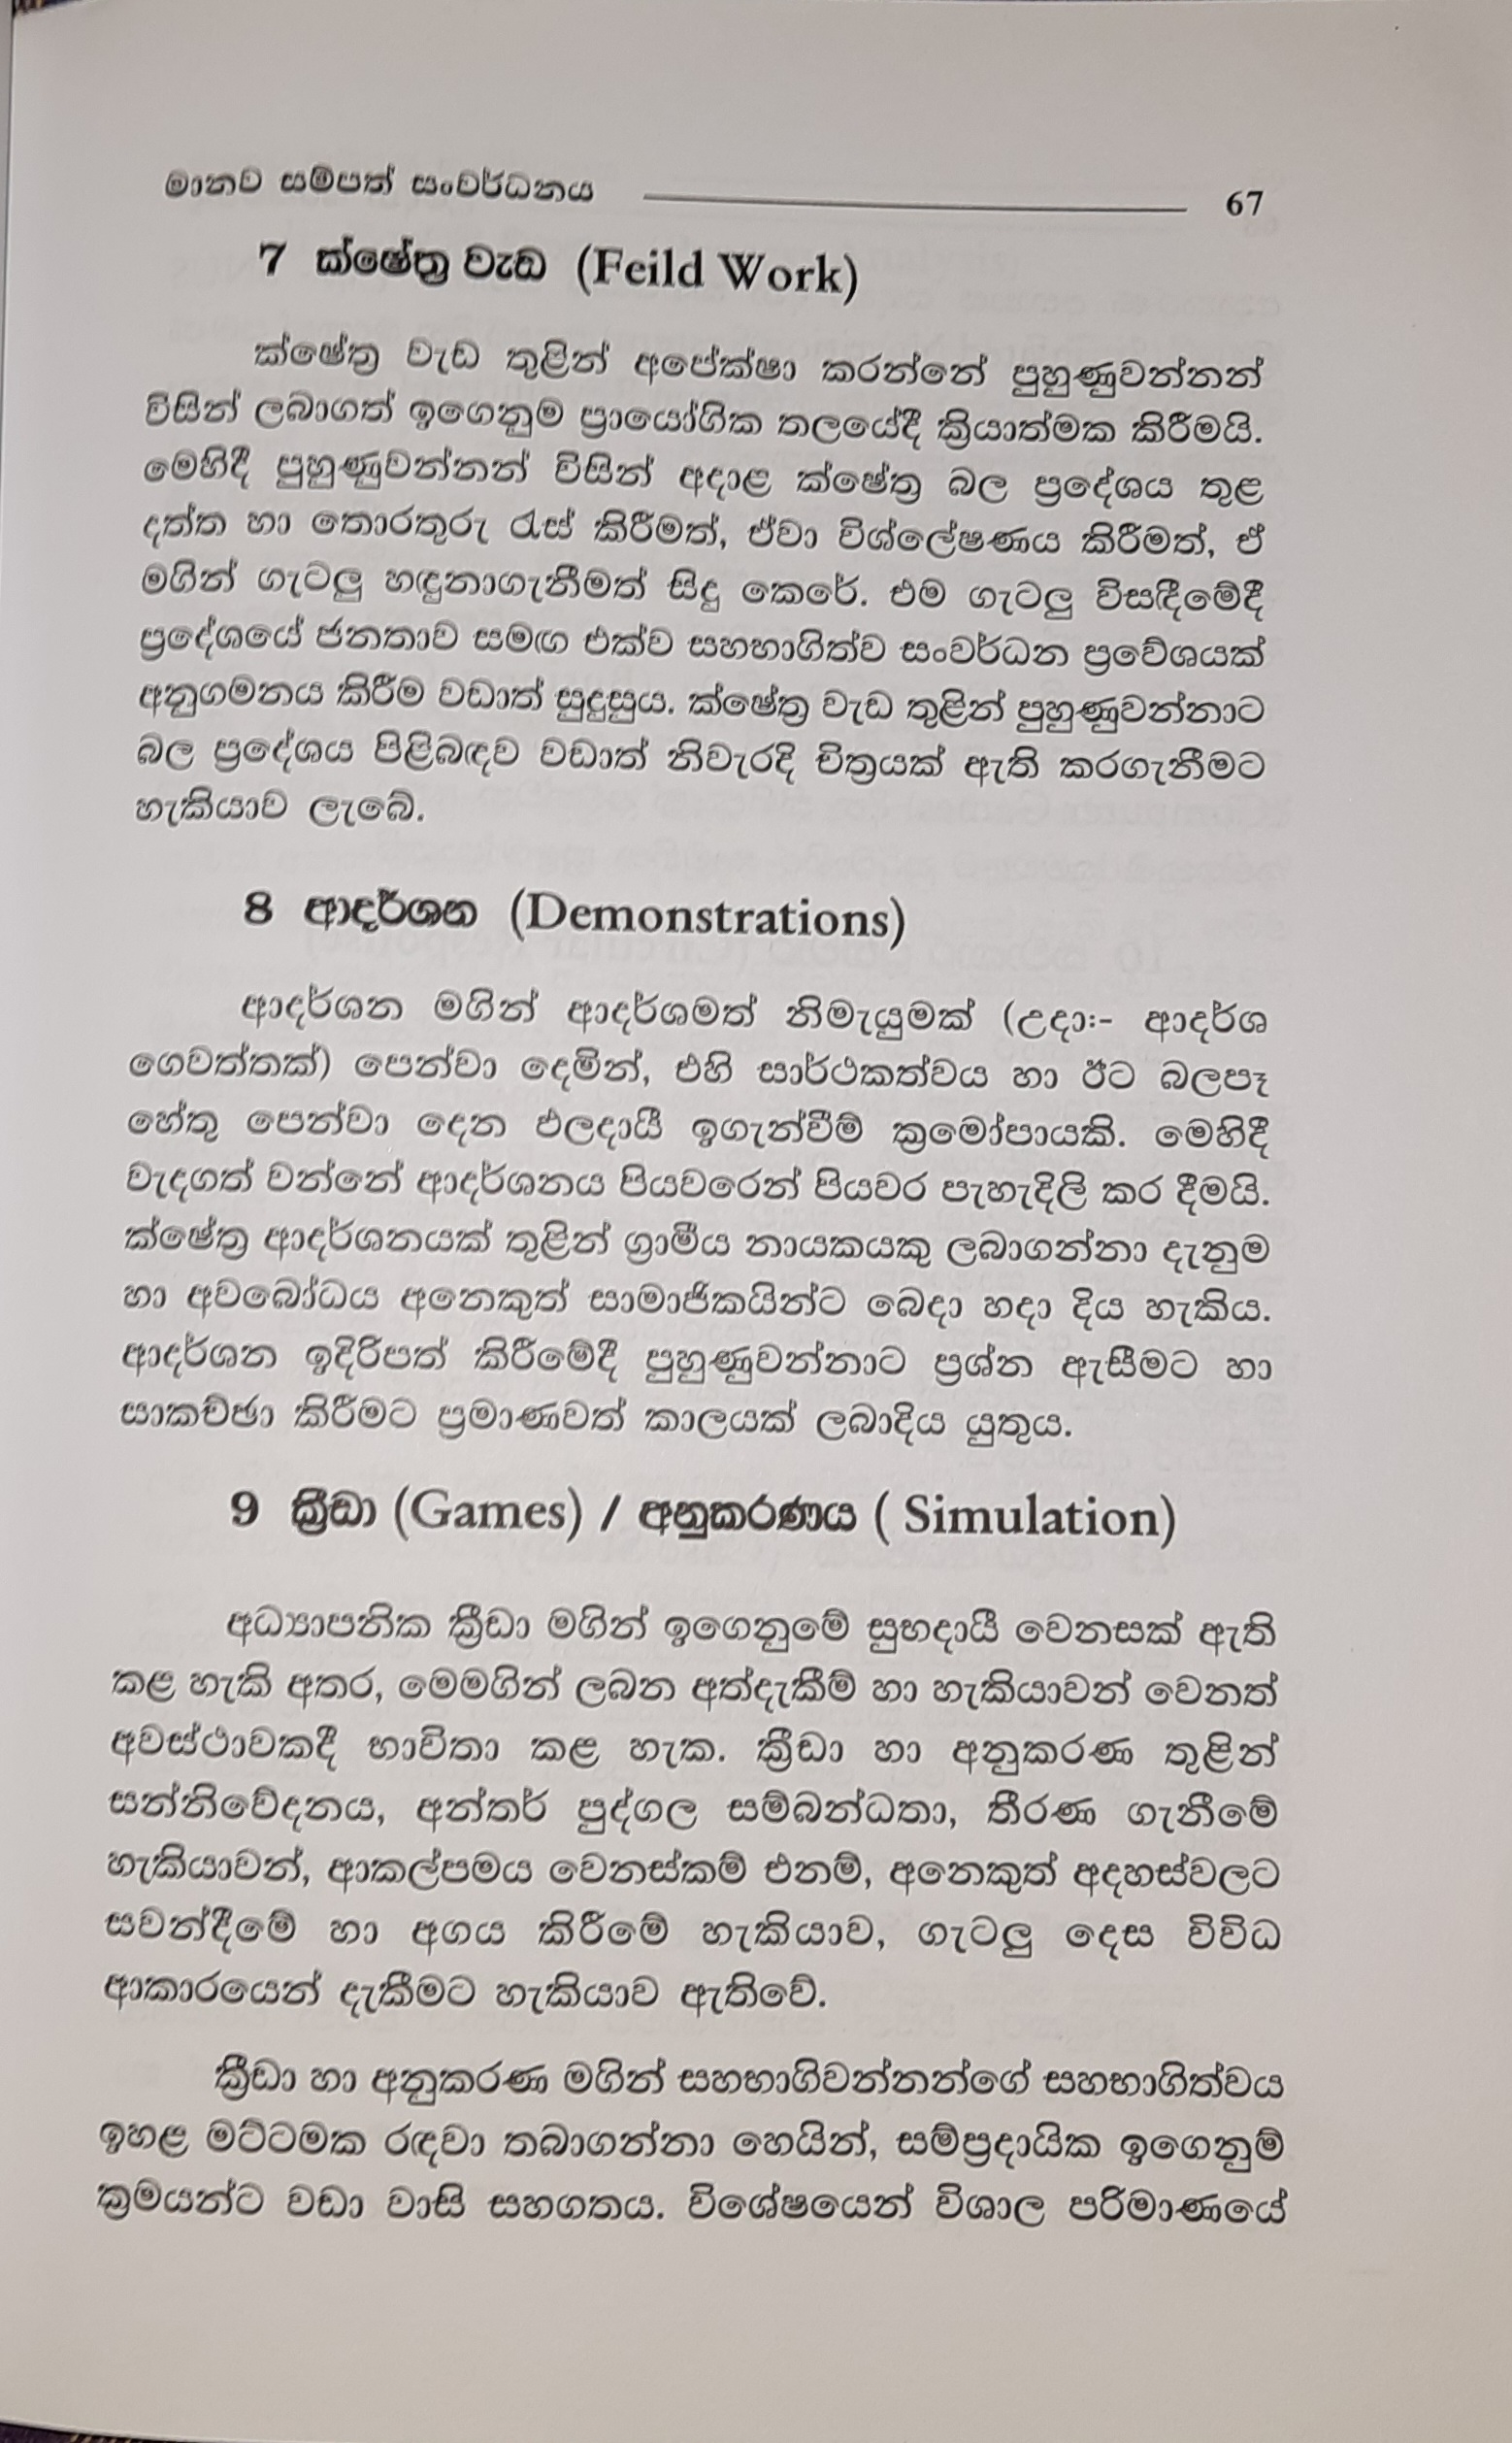 මානව සම්පත් සංවර්ධනය 67
7 ක්ෂේත්‍ර වැඩ (Feild Work)
ක්ෂේත්‍ර වැඩ තුළින් අපේක්ෂා කරන්නේ පුහුණුවන්නන්
විසින් ලබාගත් ඉගෙනුම ප්‍රායෝගික තලයේදී ක්‍රියාත්මක කිරීමයි.
මෙහිදී පුහුණුවන්නන් විසින් අදාළ ක්ෂේත්‍ර බල ප්‍රදේශය තුළ
දත්ත හා තොරතුරු රැස් කිරීමත්, ඒවා විශ්ලේෂණය කිරීමත්, ඒ
මගින් ගැටලු හඳුනාගැනීමත් සිදු කෙරේ. එම ගැටලු විසඳීමේදී
ප්‍රදේශයේ ජනතාව සමඟ එක්ව සහභාගිත්ව සංවර්ධන ප්‍රවේශයක්
අනුගමනය කිරීම වඩාත් සුදුසුය. ක්ෂේත්‍ර වැඩ තුළින් පුහුණුවන්නාට
බල ප්‍රදේශය පිළිබඳව වඩාත් නිවැරදි චිත්‍රයක් ඇති කරගැනීමට
හැකියාව ලැබේ.
8 ආදර්ශන (Demonstrations)
ආදර්ශන මගින් ආදර්ශමත් නිමැයුමක් (උදාඃ- ආදර්ශ
ගෙවත්තක්) පෙන්වා දෙමින්, එහි සාර්ථකත්වය හා ඊට බලපෑ
හේතු පෙන්වා දෙන ඵලදායී ඉගැන්වීම් ක්‍රමෝපායකි. මෙහිදී
වැදගත් වන්නේ ආදර්ශනය පියවරෙන් පියවර පැහැදිලි කර දීමයි.
ක්ෂේත්‍ර ආදර්ශනයක් තුළින් ග්‍රාමීය නායකයකු ලබාගන්නා දැනුම
හා අවබෝධය අනෙකුත් සාමාජිකයින්ට බෙදා හදා දිය හැකිය.
ආදර්ශන ඉදිරිපත් කිරීමේදී පුහුණුවන්නාට ප්‍රශ්න ඇසීමට හා
සාකච්ඡා කිරීමට ප්‍රමාණවත් කාලයක් ලබාදිය යුතුය.
9 ක්‍රීඩා (Games) / අනුකරණය ( Simulation)
අධ්‍යාපනික ක්‍රීඩා මගින් ඉගෙනුමේ සුභදායී වෙනසක් ඇති
කළ හැකි අතර, මෙමගින් ලබන අත්දැකීම් හා හැකියාවන් වෙනත්
අවස්ථාවකදී භාවිතා කළ හැක. ක්‍රීඩා හා අනුකරණ තුළින්
සන්නිවේදනය, අන්තර් පුද්ගල සම්බන්ධතා, තීරණ ගැනීමේ
හැකියාවන්, ආකල්පමය වෙනස්කම් එනම්, අනෙකුත් අදහස්වලට
සවන්දීමේ හා අගය කිරීමේ හැකියාව, ගැටලු දෙස විවිධ
ආකාරයෙන් දැකීමට හැකියාව ඇතිවේ.
ක්‍රීඩා හා අනුකරණ මගින් සහභාගිවන්නන්ගේ සහභාගිත්වය
ඉහළ මට්ටමක රඳවා තබාගන්නා හෙයින්, සම්ප්‍රදායික ඉගෙනුම්
ක්‍රමයන්ට වඩා වාසි සහගතය. විශේෂයෙන් විශාල පරිමාණයේ